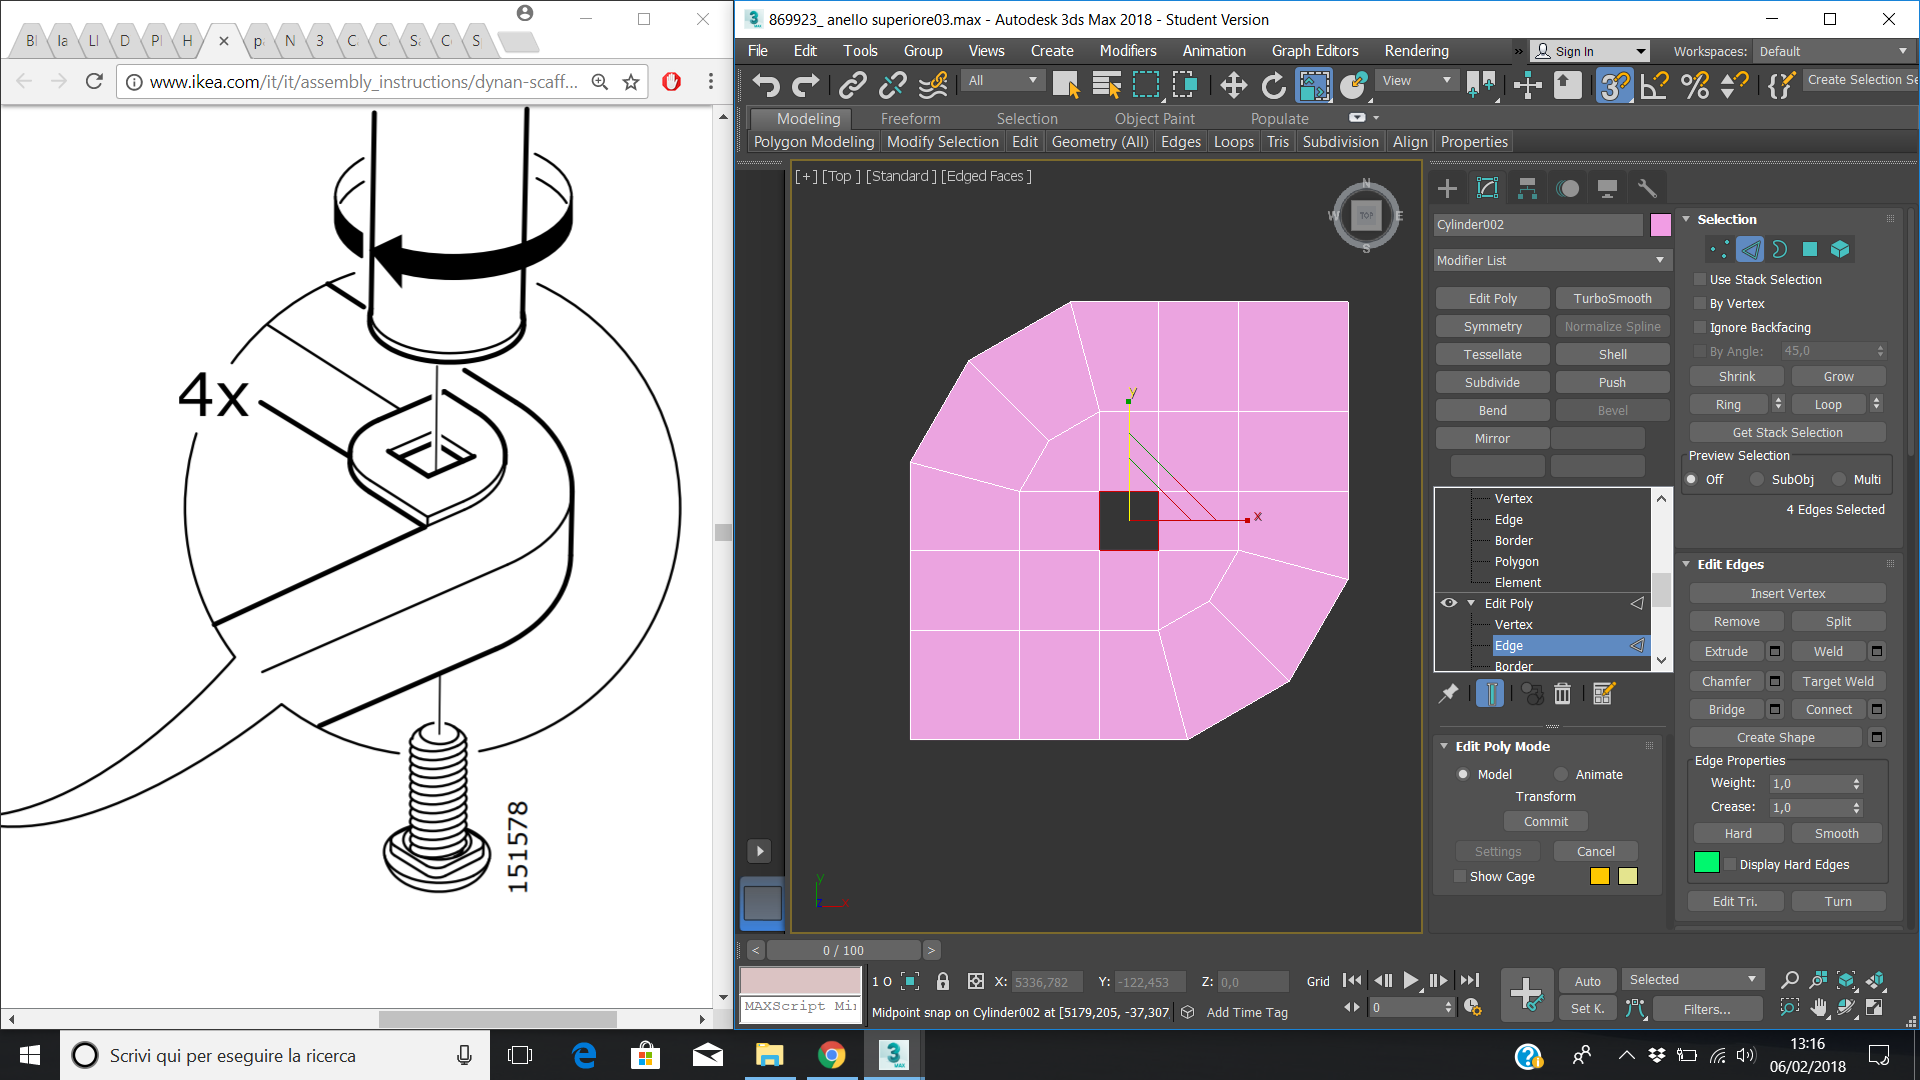 Bl
la
LI
D
PI
H
p
N
3
C
C
Sa
C
S
www.ikea.com/it/it/assembly_instructions/dynan-scaff...
4x
151578
869923_ anello superiore03.max - Autodesk 3ds Max 2018 - Student Version
File Edit Tools Group Views Create Modifiers Animation Graph Editors Rendering
Sign In
Workspaces: Default
All
View
Create Selection Se
Modeling Freeform Selection Object Paint Populate
Polygon Modeling Modify Selection Edit Geometry (All) Edges Loops Tris Subdivision Align Properties
[+] [Top ] [Standard ] [Edged Faces ]
N
W TOP E
S
y
x
Cylinder002
Modifier List
Edit Poly TurboSmooth
Symmetry Normalize Spline
Tessellate Shell
Subdivide Push
Bend Bevel
Mirror
Vertex
Edge
Border
Polygon
Element
Edit Poly
Vertex
Edge
Border
Edit Poly Mode
Model Animate
Transform
Commit
Settings Cancel
Show Cage
Selection
Use Stack Selection
By Vertex
Ignore Backfacing
By Angle: 45,0
Shrink Grow
Ring Loop
Get Stack Selection
Preview Selection
Off SubObj Multi
4 Edges Selected
Edit Edges
Insert Vertex
Remove Split
Extrude Weld
Chamfer Target Weld
Bridge Connect
Create Shape
Edge Properties
Weight: 1,0
Crease: 1,0
Hard Smooth
Display Hard Edges
Edit Tri. Turn
< 0 / 100 >
MAXScript Mi
1 O X: 5336,782 Y: -122,453 Z: 0,0 Grid
Midpoint snap on Cylinder002 at [5179,205, -37,307
Add Time Tag
0
Auto Selected
Set K. Filters...
Scrivi qui per eseguire la ricerca
13:16
06/02/2018